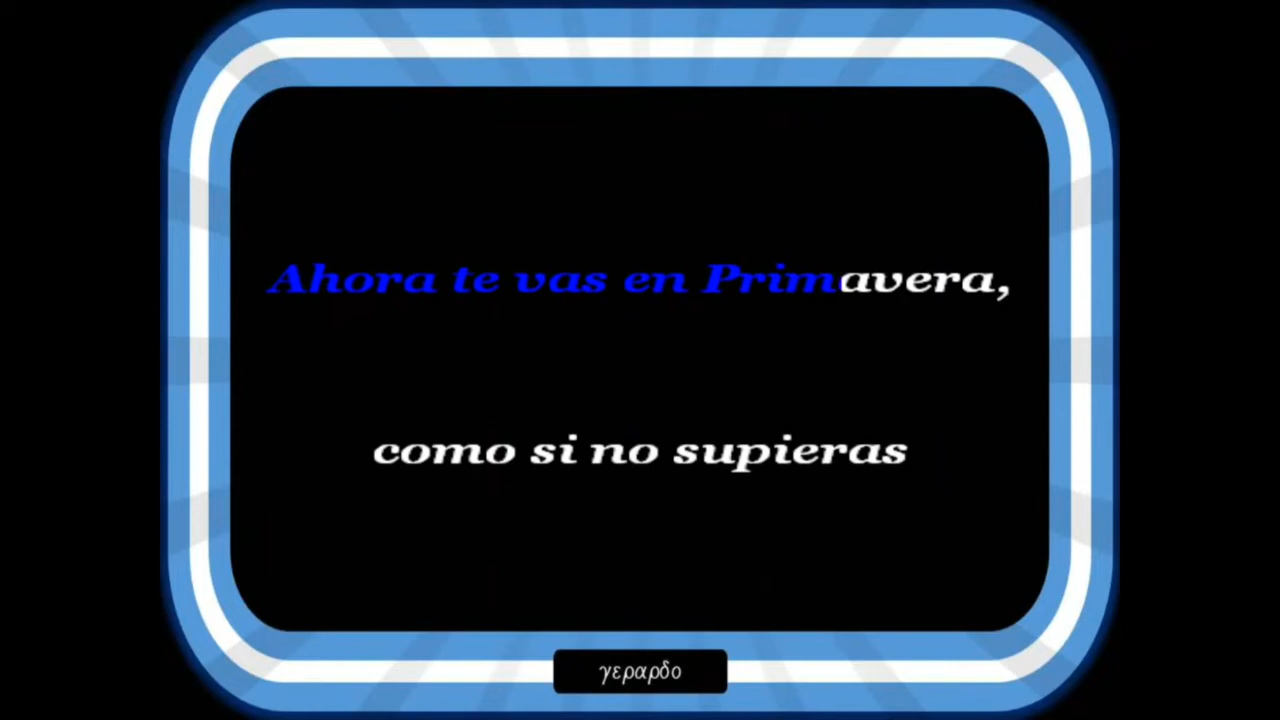 Ahora te vas en Primavera,
como si no supieras
γεραρδο